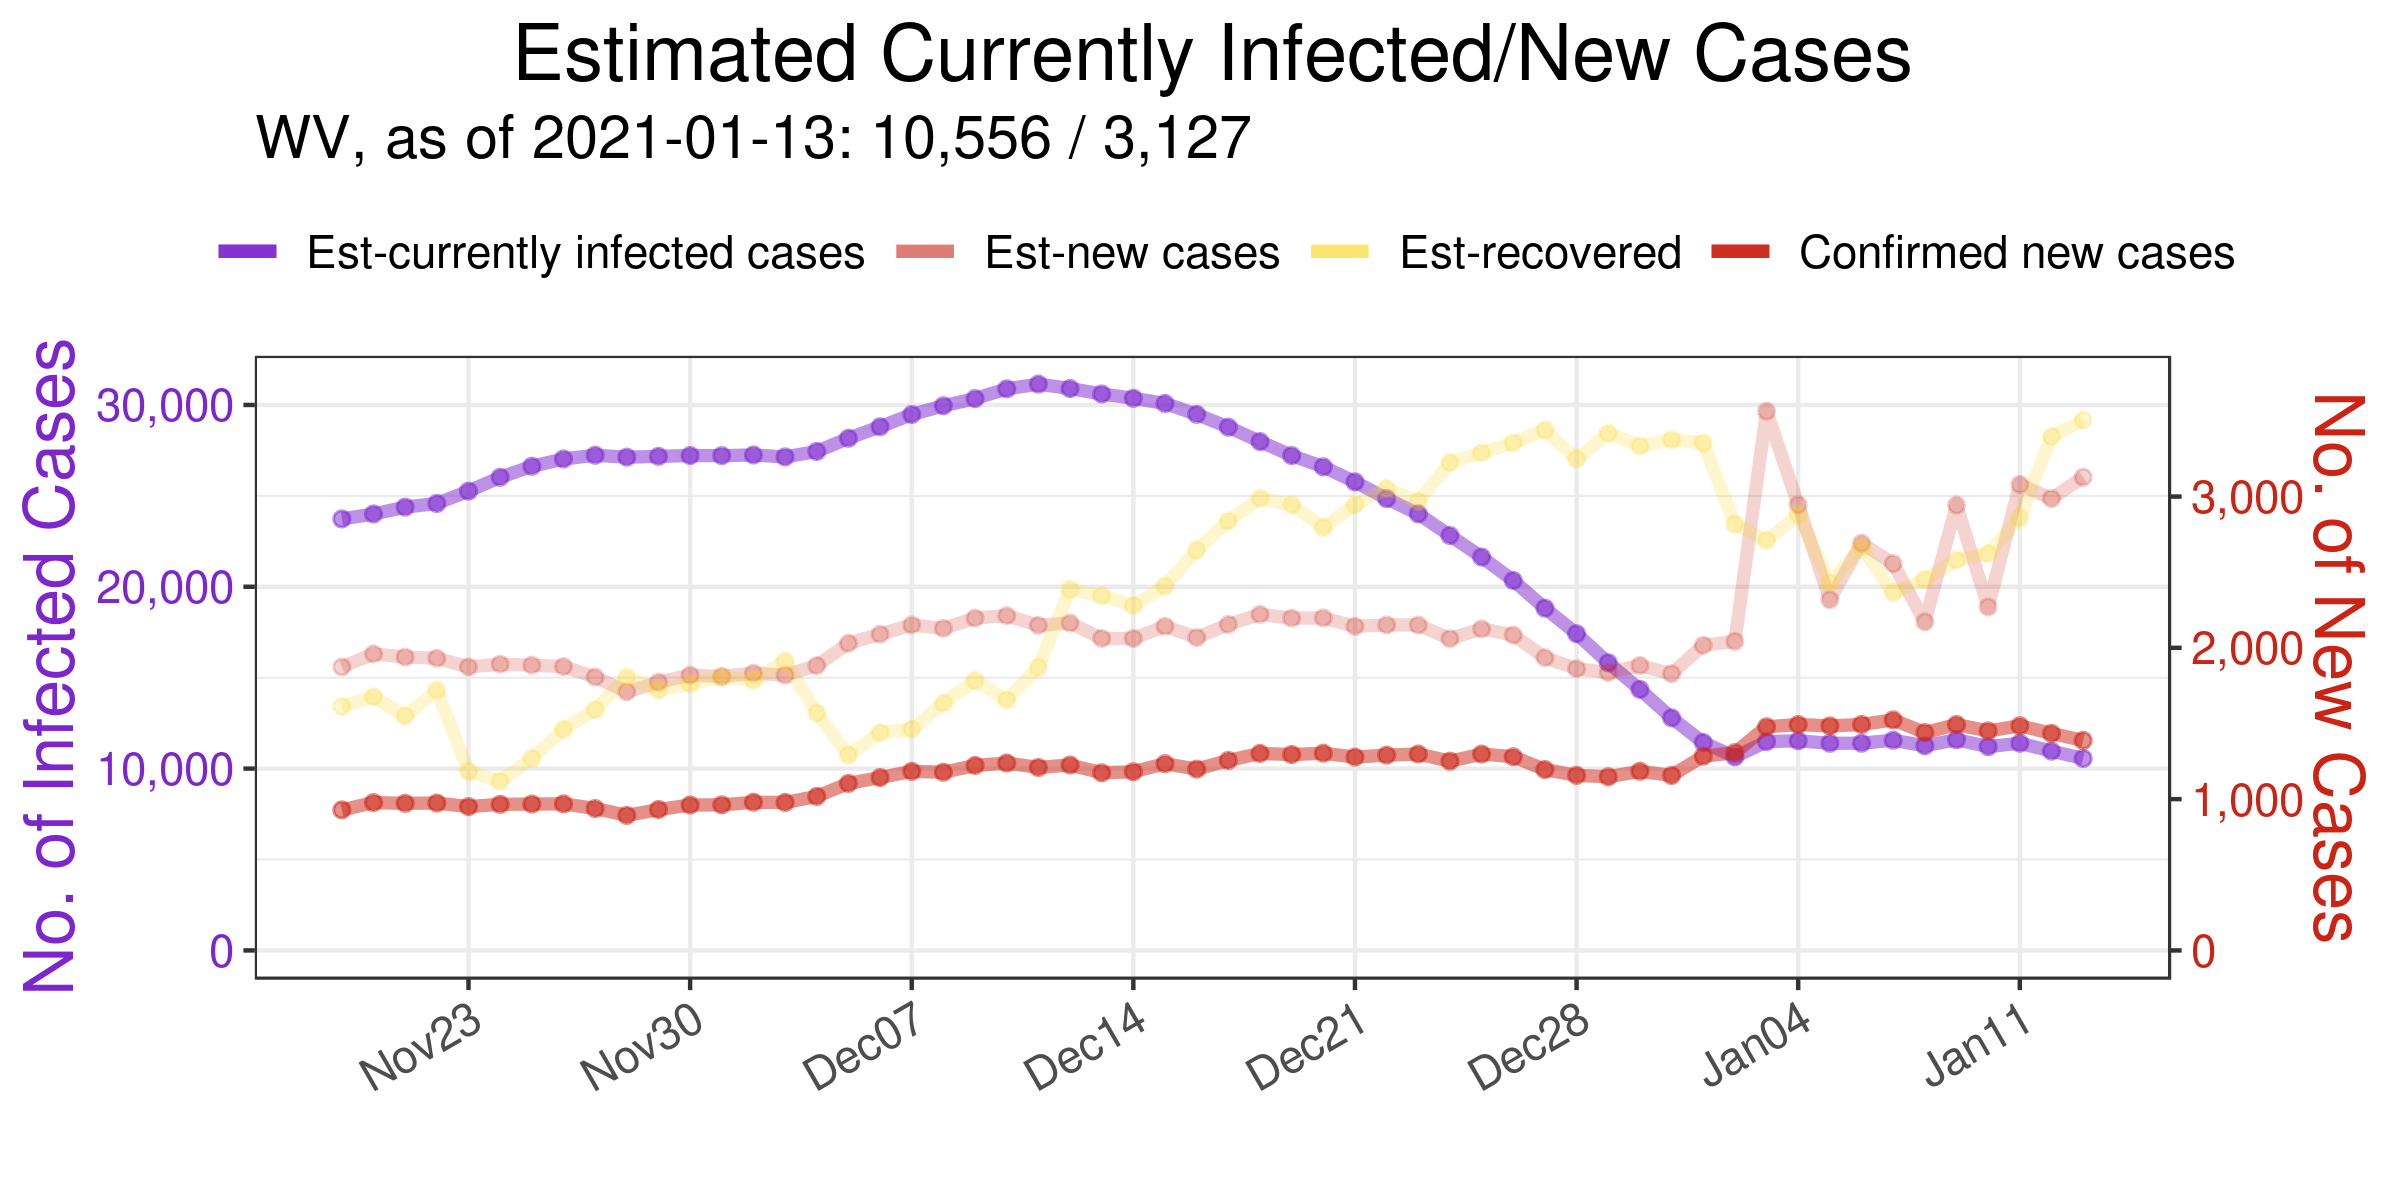 Estimated Currently Infected/New Cases
WV, as of 2021-01-13: 10,556 / 3,127
Est-currently infected cases Est-new cases Est-recovered Confirmed new cases
No. of Infected Cases
30,000
20,000
10,000
0
3,000
2,000
1,000
0
No. of New Cases
Nov23 Nov30 Dec07 Dec14 Dec21 Dec28 Jan04 Jan11